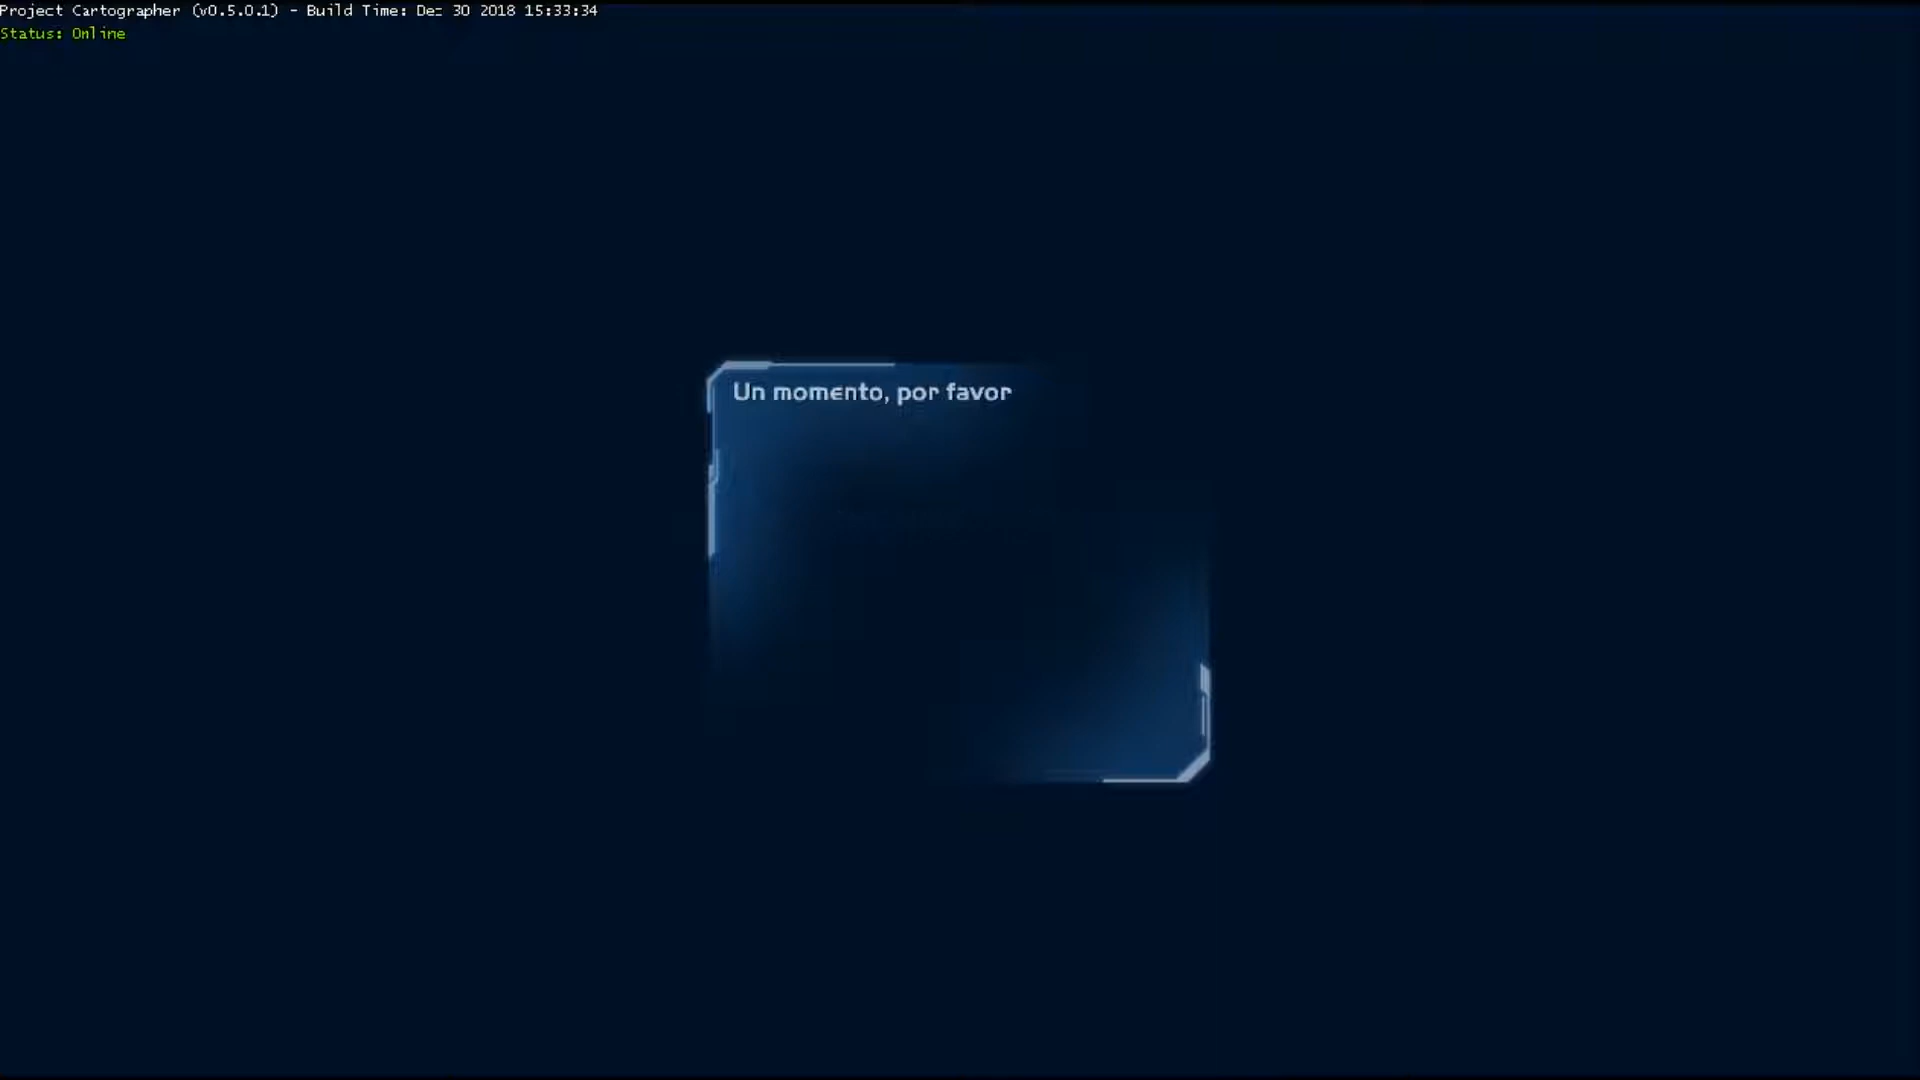 Project Cartographer (v0.5.0.1) - Build Time: Dec 30 2018 15:33:34
Status: Online
Un momento, por favor